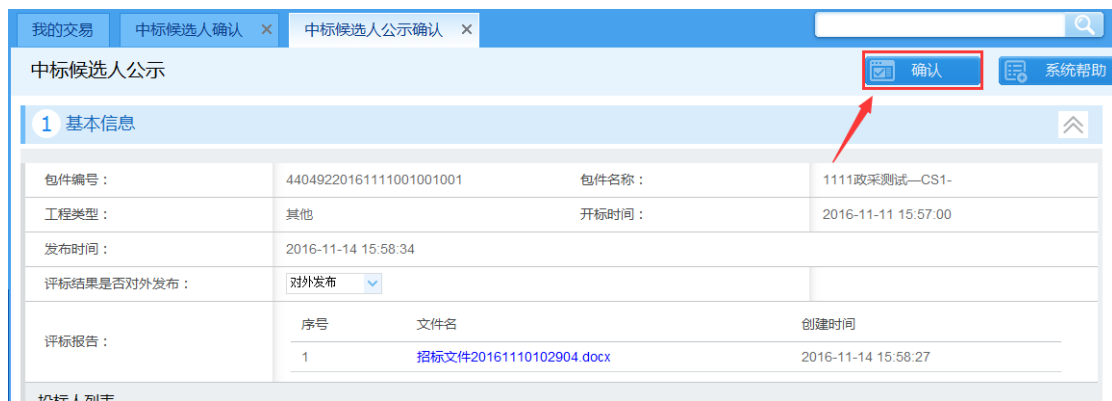 我的交易 中标候选人确认 × 中标候选人公示确认 ×
中标候选人公示 确认 系统帮助
1 基本信息
包件编号： 44049220161111001001001 包件名称： 1111政采测试—CS1-
工程类型： 其他 开标时间： 2016-11-11 15:57:00
发布时间： 2016-11-14 15:58:34
评标结果是否对外发布： 对外发布
评标报告：
序号 文件名 创建时间
1 招标文件20161110102904.docx 2016-11-14 15:58:27
投标人列表